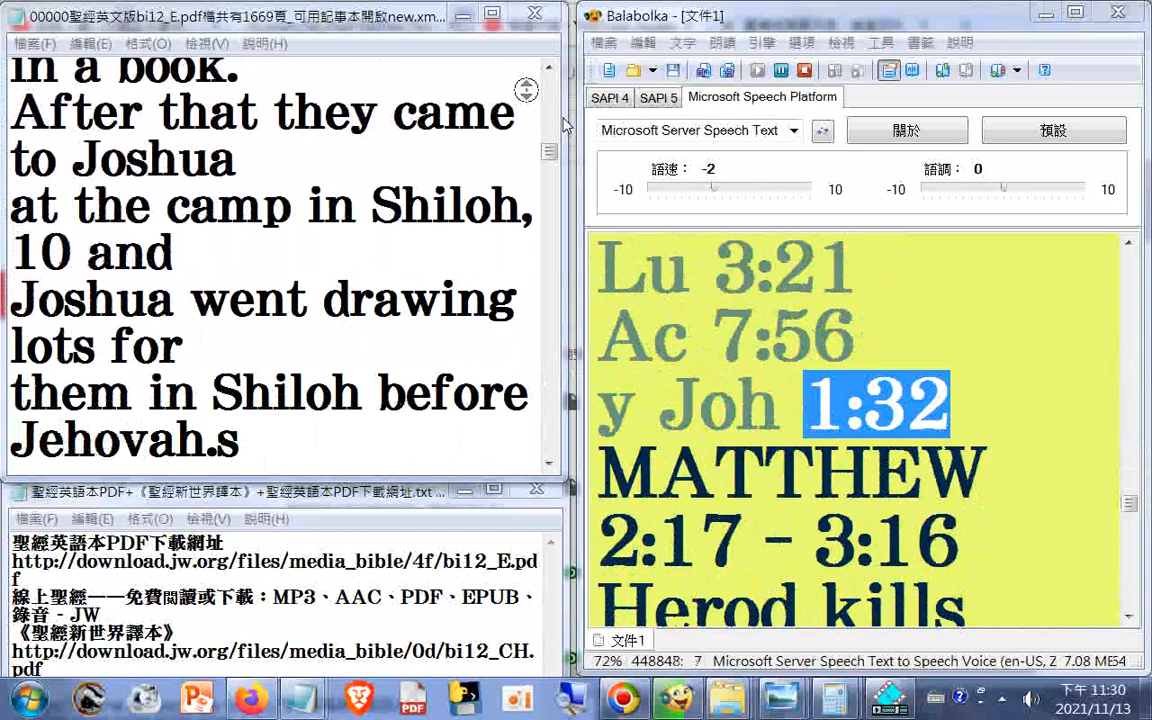 00000聖經英文版bi12_E.pdf檔共有1669頁_可用記事本開啟new.xm...
檔案(F) 編輯(E) 格式(O) 檢視(V) 說明(H)
in a book.
After that they came
to Joshua
at the camp in Shiloh,
10 and
Joshua went drawing
lots for
them in Shiloh before
Jehovah.s
聖經英語本PDF+《聖經新世界譯本》+聖經英語本PDF下載網址.txt ...
檔案(F) 編輯(E) 格式(O) 檢視(V) 說明(H)
聖經英語本PDF下載網址
http://download.jw.org/files/media_bible/4f/bi12_E.pd
f
線上聖經——免費閱讀或下載：MP3、AAC、PDF、EPUB、
錄音 - JW
《聖經新世界譯本》
http://download.jw.org/files/media_bible/0d/bi12_CH.
pdf
Balabolka - [文件1]
檔案 編輯 文字 朗讀 引擎 選項 檢視 工具 書籤 說明
SAPI 4 SAPI 5 Microsoft Speech Platform
Microsoft Server Speech Text 關於 預設
語速： -2 語調： 0
-10 10 -10 10
Lu 3:21
Ac 7:56
y Joh 1:32
MATTHEW
2:17 - 3:16
Herod kills
文件1
72% 448848: 7 Microsoft Server Speech Text to Speech Voice (en-US, Z 7.08 ME54
下午 11:30
2021/11/13